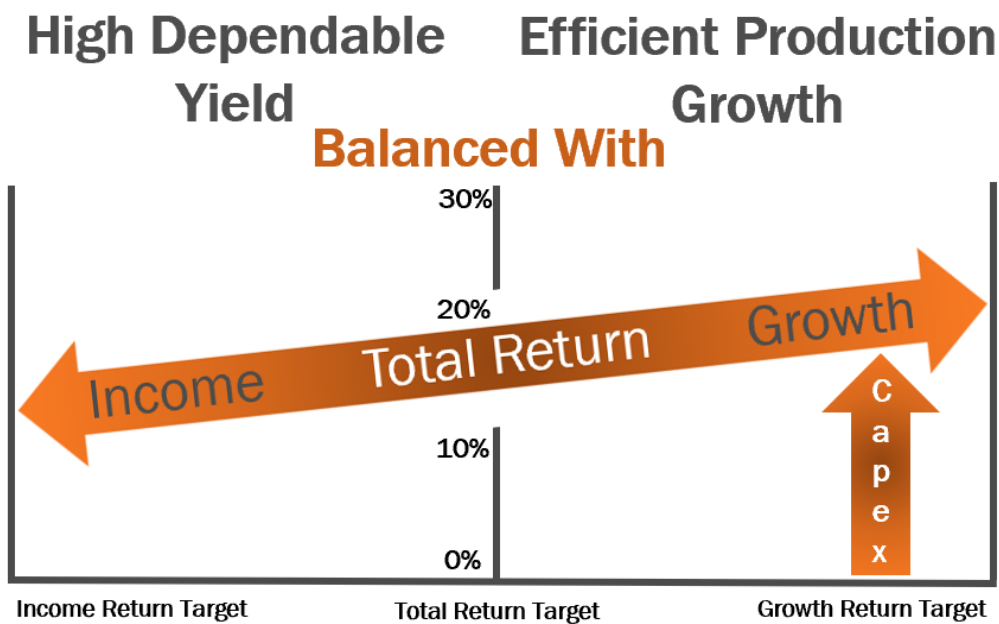 High Dependable
Yield
Efficient Production
Growth
Balanced With
30%
20%
10%
0%
Income
Total Return
Growth
Capex
Income Return Target
Total Return Target
Growth Return Target